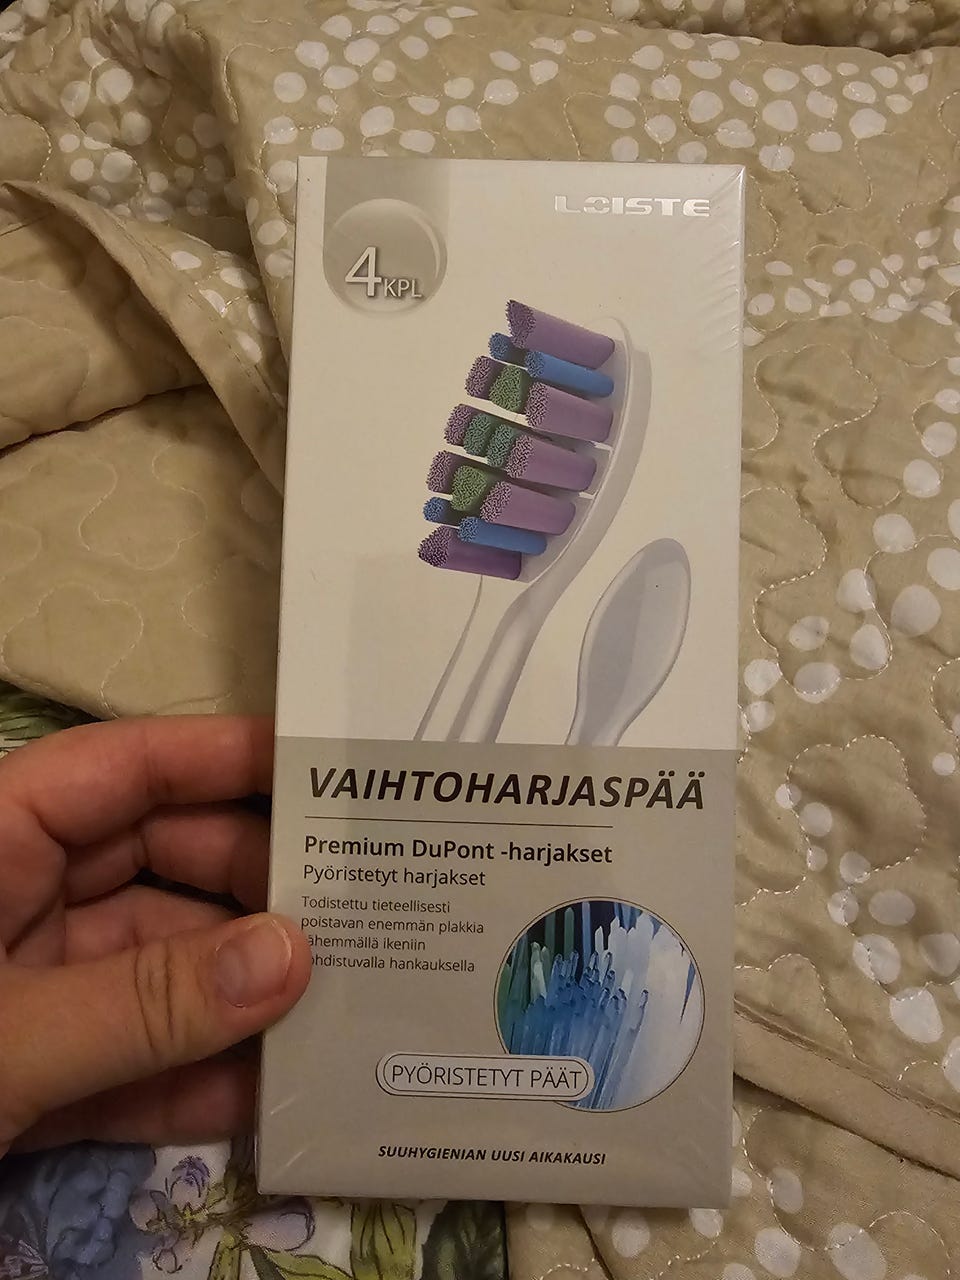 LOISTE
4KPL
VAIHTOHARJASPÄÄ
Premium DuPont -harjakset
Pyöristetyt harjakset
Todistettu tieteellisesti
poistavan enemmän plakkia
ikeniin
hankauksella
PYÖRISTETYT PÄÄT
SUUHYGIENIAN UUSI AIKAKAUSI